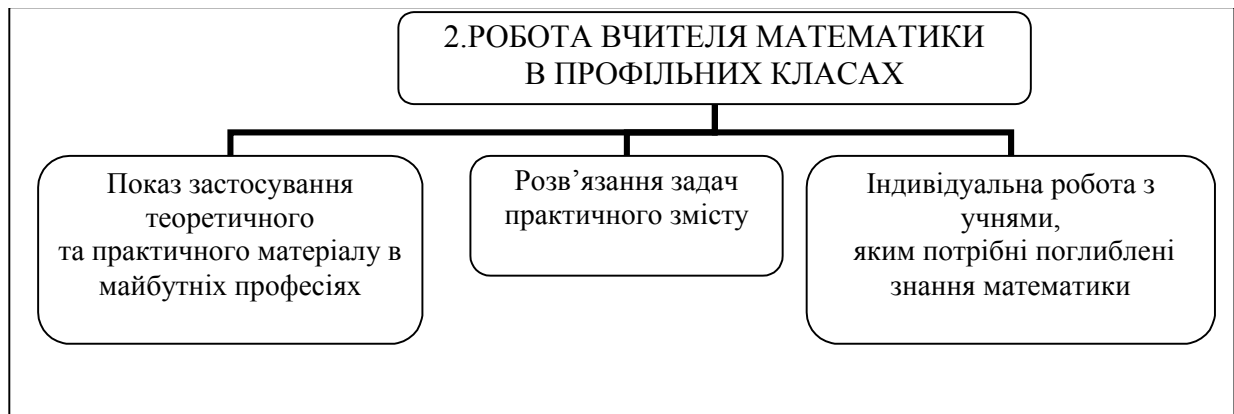 2.РОБОТА ВЧИТЕЛЯ МАТЕМАТИКИ
В ПРОФІЛЬНИХ КЛАСАХ
Показ застосування
теоретичного
та практичного матеріалу в
майбутніх професіях
Розв’язання задач
практичного змісту
Індивідуальна робота з
учнями,
яким потрібні поглиблені
знання математики